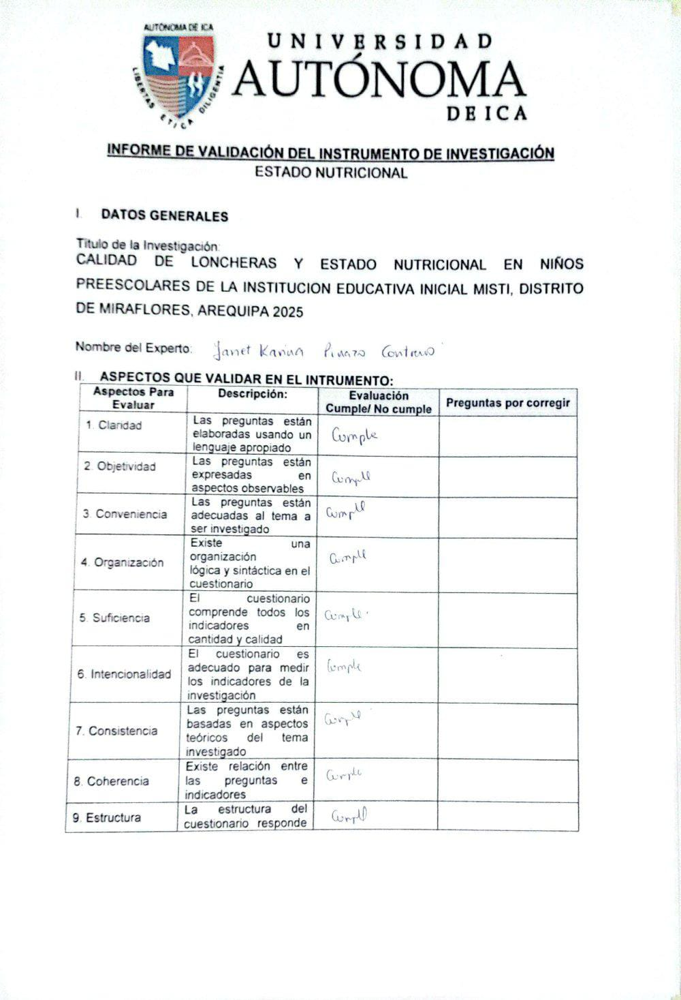 AUTÓNOMA DE ICA
LIBERTAS ETICA DILIGENTIA
UNIVERSIDAD
AUTÓNOMA
DE ICA
INFORME DE VALIDACIÓN DEL INSTRUMENTO DE INVESTIGACIÓN
ESTADO NUTRICIONAL
I. DATOS GENERALES
Título de la Investigación:
CALIDAD DE LONCHERAS Y ESTADO NUTRICIONAL EN NIÑOS
PREESCOLARES DE LA INSTITUCION EDUCATIVA INICIAL MISTI, DISTRITO
DE MIRAFLORES, AREQUIPA 2025
Nombre del Experto: Janet Karina Pinazo
II. ASPECTOS QUE VALIDAR EN EL INTRUMENTO:
Aspectos Para
Evaluar
Descripción:
Evaluación
Cumple/ No cumple
Preguntas por corregir
1. Claridad
Las preguntas están
elaboradas usando un
lenguaje apropiado
Cumple
2. Objetividad
Las preguntas están
expresadas en
aspectos observables
Cumple
3. Conveniencia
Las preguntas están
adecuadas al tema a
ser investigado
Cumple
4. Organización
Existe una
organización
lógica y sintáctica en el
cuestionario
Cumple
5. Suficiencia
El cuestionario
comprende todos los
indicadores en
cantidad y calidad
Cumple
6. Intencionalidad
El cuestionario es
adecuado para medir
los indicadores de la
investigación
Cumple
7. Consistencia
Las preguntas están
basadas en aspectos
teóricos del tema
investigado
Cumple
8. Coherencia
Existe relación entre
las preguntas e
indicadores
Cumple
9. Estructura
La estructura del
cuestionario responde
Cumple